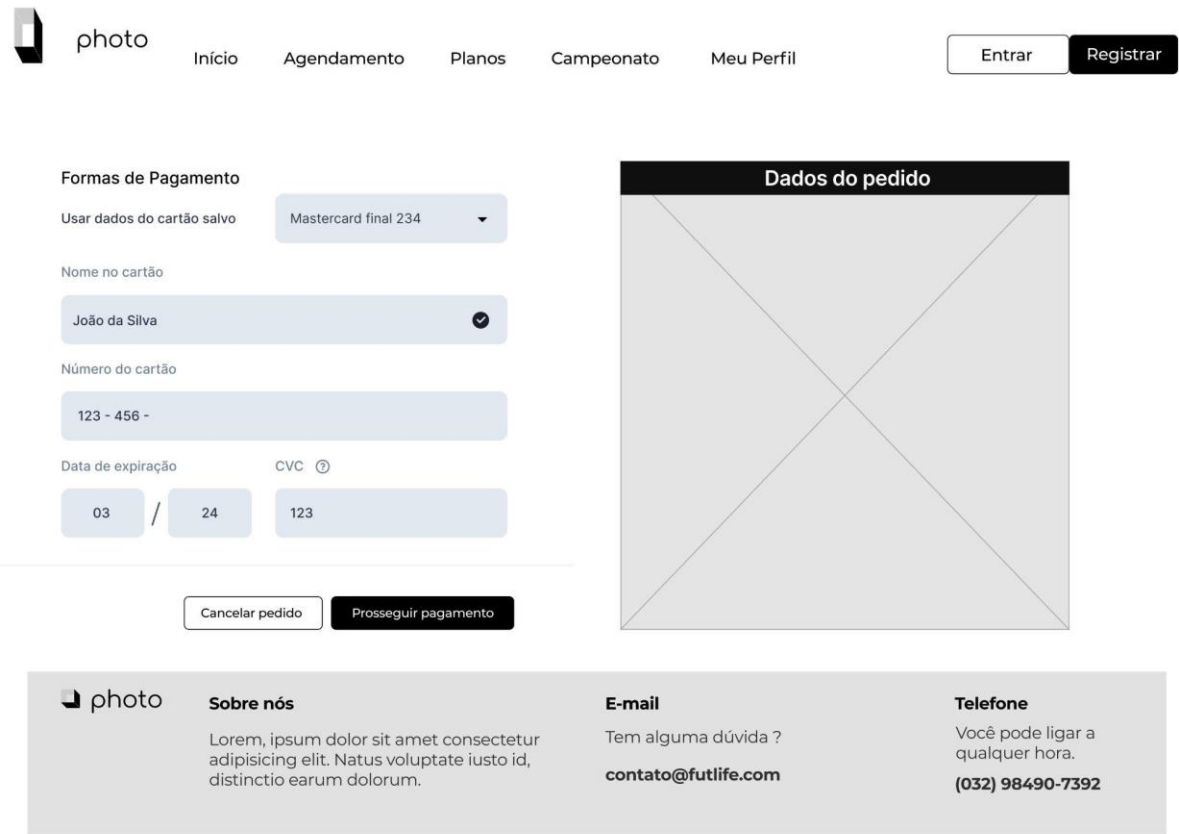 photo
Início Agendamento Planos Campeonato Meu Perfil
Entrar Registrar
Formas de Pagamento
Usar dados do cartão salvo Mastercard final 234
Nome no cartão
João da Silva
Número do cartão
123 - 456 -
Data de expiração CVC ?
03 / 24 123
Cancelar pedido Prosseguir pagamento
Dados do pedido
photo
Sobre nós
Lorem, ipsum dolor sit amet consectetur
adipisicing elit. Natus voluptate iusto id,
distinctio earum dolorum.
E-mail
Tem alguma dúvida ?
contato@futlife.com
Telefone
Você pode ligar a
qualquer hora.
(032) 98490-7392